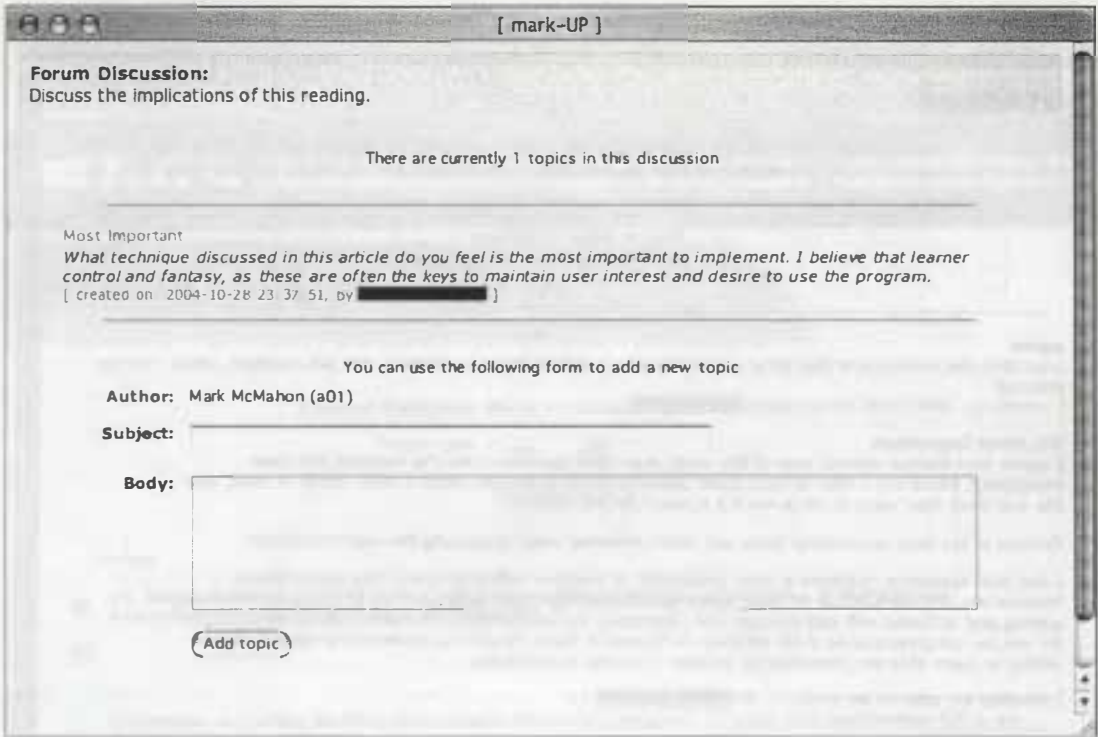 [ mark-UP ]
Forum Discussion:
Discuss the implications of this reading.
There are currently 1 topics in this discussion
Most Important
What technique discussed in this article do you feel is the most important to implement. I believe that learner
control and fantasy, as these are often the keys to maintain user interest and desire to use the program.
[ created on 2004-10-28 23 37 51, by ]
You can use the following form to add a new topic
Author: Mark McMahon (a01)
Subject:
Body:
Add topic